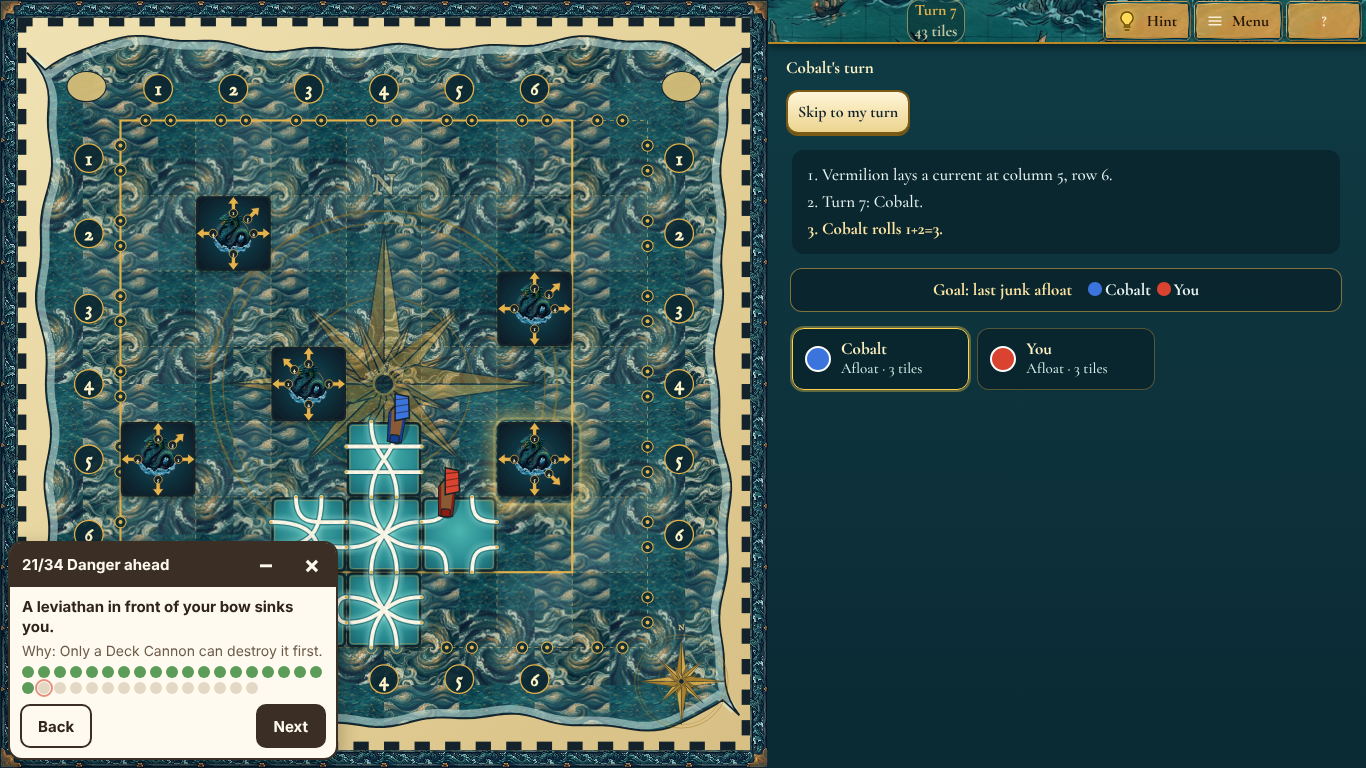 Turn 7
43 tiles
Hint
Menu
?
Cobalt's turn
Skip to my turn
1. Vermilion lays a current at column 5, row 6.
2. Turn 7: Cobalt.
3. Cobalt rolls 1+2=3.
Goal: last junk afloat Cobalt You
Cobalt
Afloat · 3 tiles
You
Afloat · 3 tiles
1 2 3 4 5 6
N
1 1
2 2
3 3
4 4
5 5
6 6
N
4 5 6
21/34 Danger ahead
A leviathan in front of your bow sinks
you.
Why: Only a Deck Cannon can destroy it first.
Back
Next